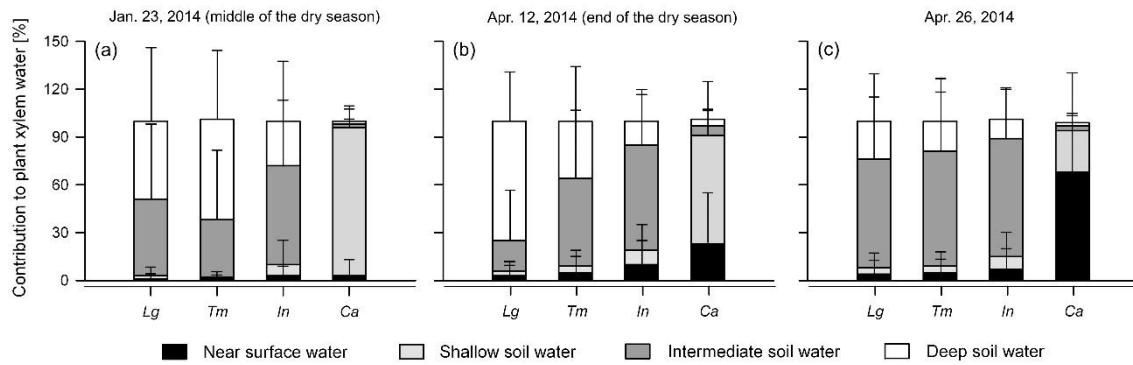 Jan. 23, 2014 (middle of the dry season) Apr. 12, 2014 (end of the dry season) Apr. 26, 2014
Contribution to plant xylem water [%]
150 (a) (b) (c)
120
90
60
30
0
Lg Tm In Ca Lg Tm In Ca Lg Tm In Ca
Near surface water Shallow soil water Intermediate soil water Deep soil water